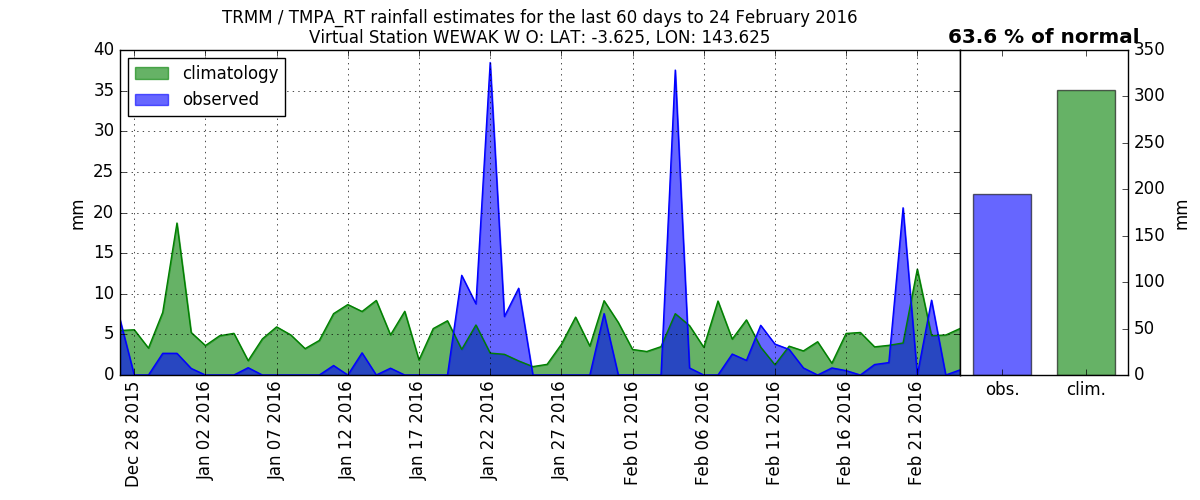 TRMM / TMPA_RT rainfall estimates for the last 60 days to 24 February 2016
Virtual Station WEWAK W O: LAT: -3.625, LON: 143.625
63.6 % of normal
climatology
observed
40
35
30
25
20
15
10
5
0
mm
Dec 28 2015
Jan 02 2016
Jan 07 2016
Jan 12 2016
Jan 17 2016
Jan 22 2016
Jan 27 2016
Feb 01 2016
Feb 06 2016
Feb 11 2016
Feb 16 2016
Feb 21 2016
obs.
clim.
350
300
250
200
150
100
50
0
mm